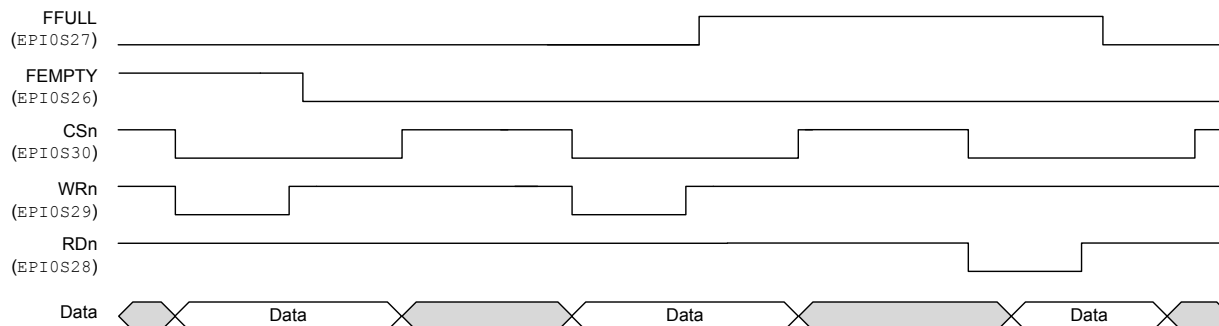 FFULL
(EPI0S27)
FEMPTY
(EPI0S26)
CSn
(EPI0S30)
WRn
(EPI0S29)
RDn
(EPI0S28)
Data Data Data Data